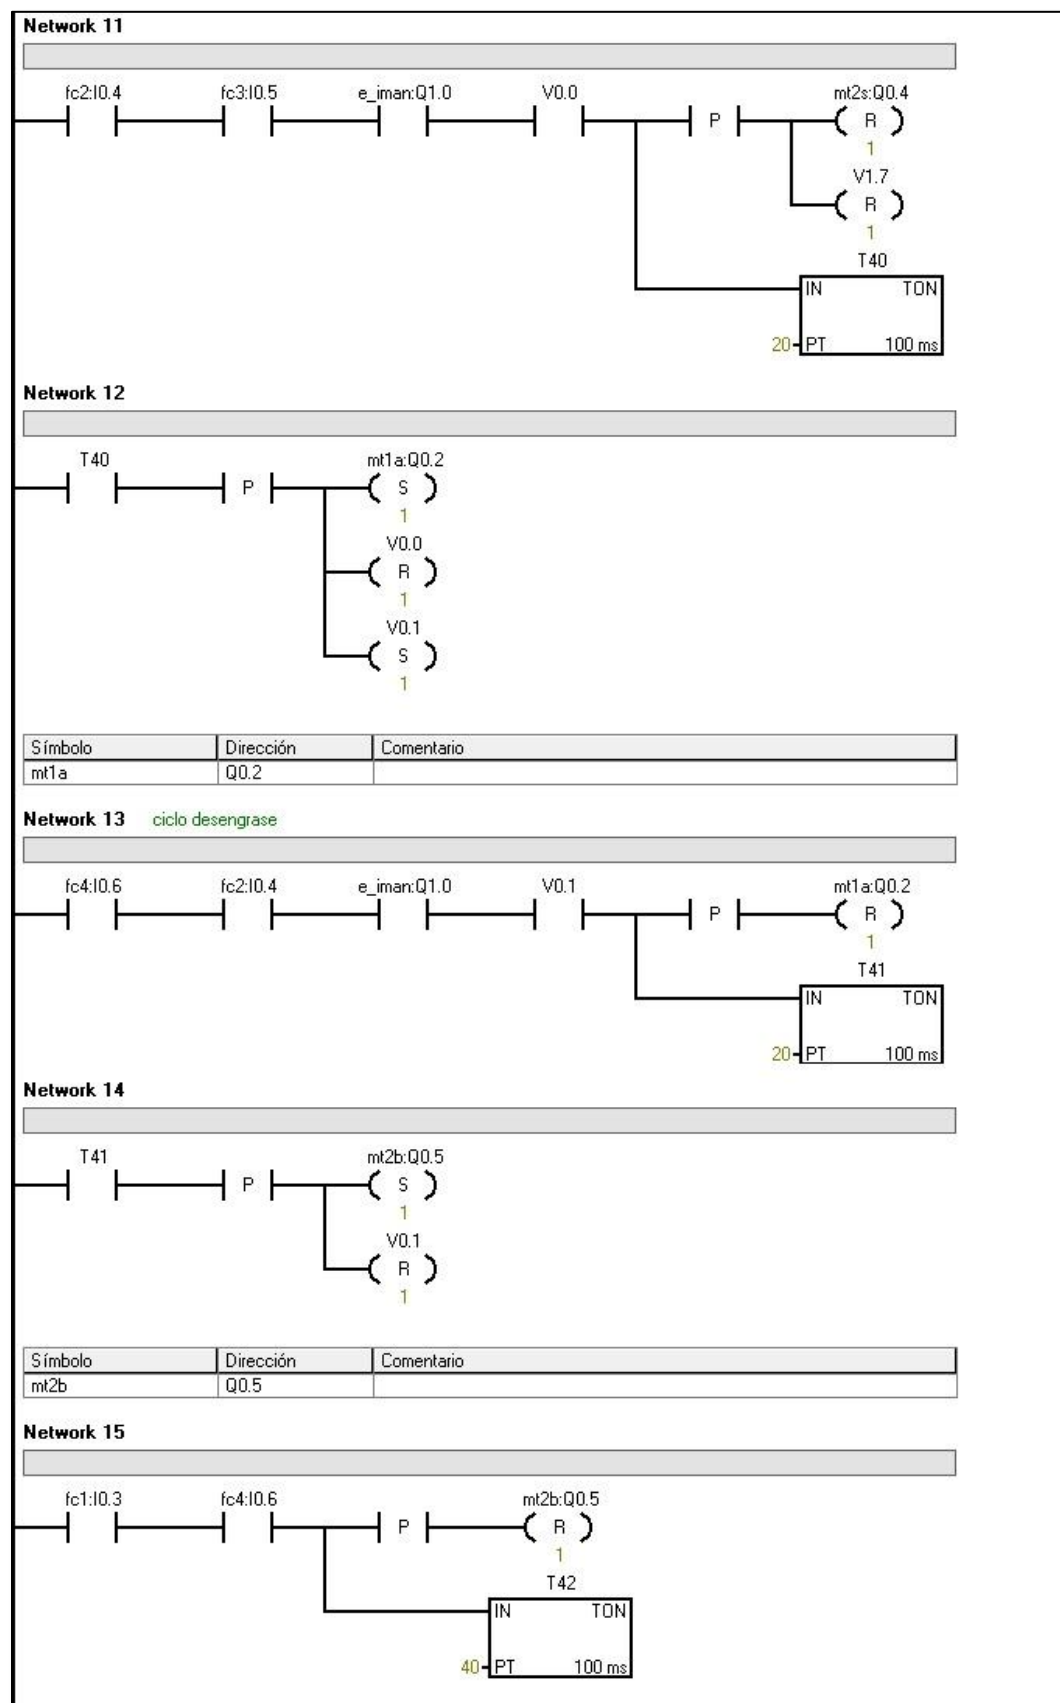 Network 11
fc2:I0.4 fc3:I0.5 e_iman:Q1.0 V0.0 mt2s:Q0.4
P R
1
V1.7
R
1
T40
IN TON
20 PT 100 ms
Network 12
T40 mt1a:Q0.2
P S
1
V0.0
R
1
V0.1
S
1
Símbolo Dirección Comentario
mt1a Q0.2
Network 13 ciclo desengrase
fc4:I0.6 fc2:I0.4 e_iman:Q1.0 V0.1 mt1a:Q0.2
P R
1
T41
IN TON
20 PT 100 ms
Network 14
T41 mt2b:Q0.5
P S
1
V0.1
R
1
Símbolo Dirección Comentario
mt2b Q0.5
Network 15
fc1:I0.3 fc4:I0.6 mt2b:Q0.5
P R
1
T42
IN TON
40 PT 100 ms